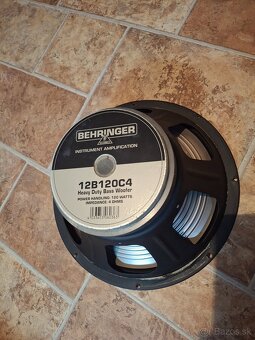 BEHRINGER
INSTRUMENT AMPLIFICATION
12B120C4
Heavy Duty Bass Woofer
POWER HANDLING: 120 WATTS
IMPEDANCE: 4 OHMS
bazos.sk